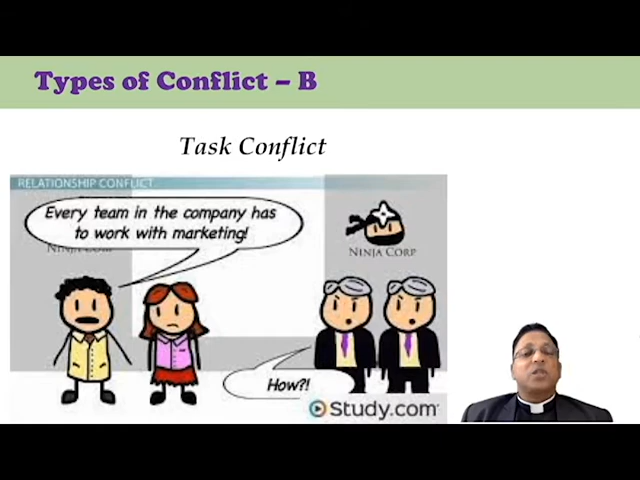 Types of Conflict – B
Task Conflict
RELATIONSHIP CONFLICT
Every team in the company has
to work with marketing!
NINJA CORP
How?!
Study.com